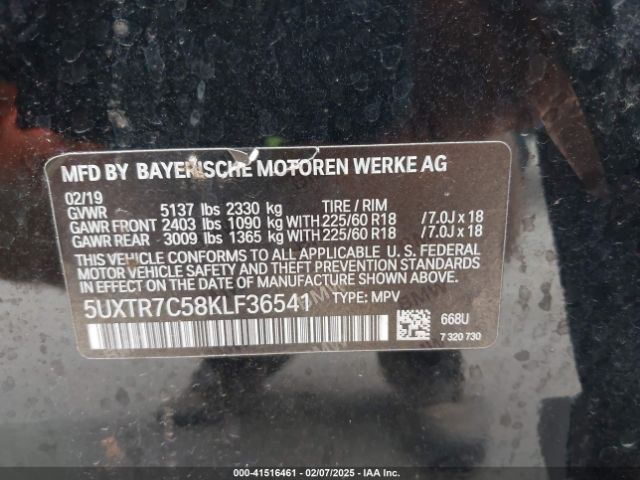 MFD BY BAYERISCHE MOTOREN WERKE AG
02/19
GVWR 5137 lbs 2330 kg TIRE / RIM
GAWR FRONT 2403 lbs 1090 kg WITH 225/60 R18 / 7.0J x 18
GAWR REAR 3009 lbs 1365 kg WITH 225/60 R18 / 7.0J x 18
THIS VEHICLE CONFORMS TO ALL APPLICABLE U.S. FEDERAL
MOTOR VEHICLE SAFETY AND THEFT PREVENTION STANDARDS
IN EFFECT ON THE DATE OF MANUFACTURE SHOWN ABOVE.
5UXTR7C58KLF36541 TYPE: MPV
668U
7 320 730
000-41516461 - 02/07/2025 - IAAI.COM